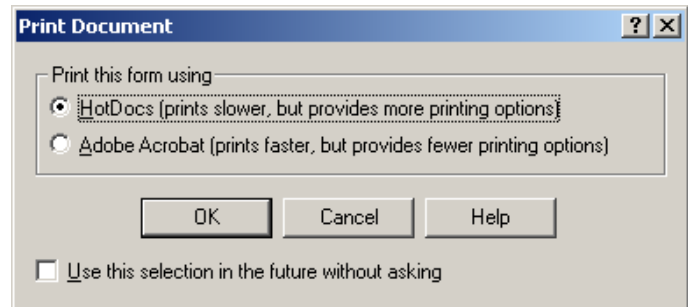 Print Document
Print this form using
HotDocs (prints slower, but provides more printing options)
Adobe Acrobat (prints faster, but provides fewer printing options)
OK Cancel Help
Use this selection in the future without asking